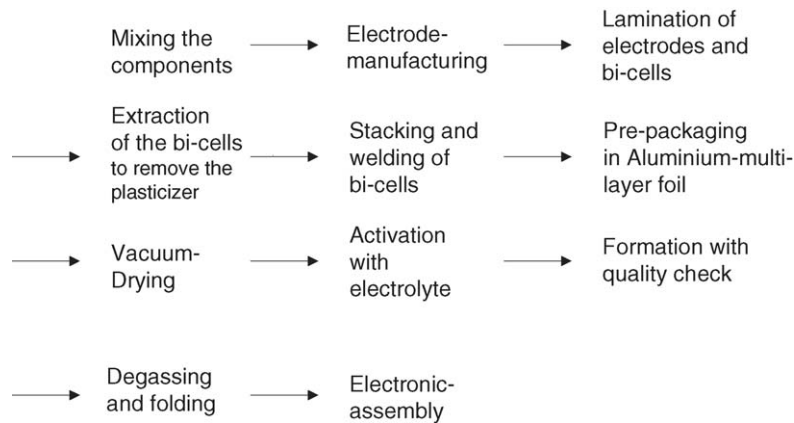 Mixing the
components
Electrode-
manufacturing
Lamination of
electrodes and
bi-cells
Extraction
of the bi-cells
to remove the
plasticizer
Stacking and
welding of
bi-cells
Pre-packaging
in Aluminium-multi-
layer foil
Vacuum-
Drying
Activation
with
electrolyte
Formation with
quality check
Degassing
and folding
Electronic-
assembly